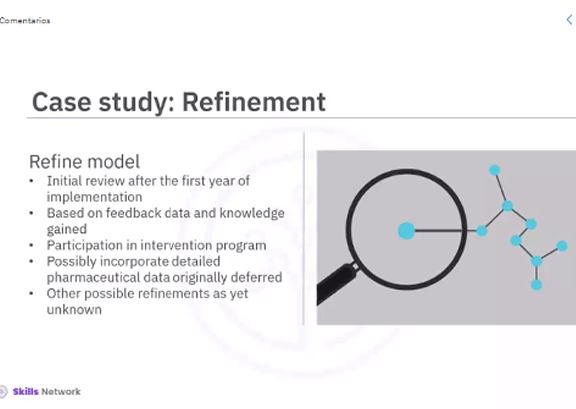 Comentarios
Case study: Refinement
Refine model
• Initial review after the first year of
implementation
• Based on feedback data and knowledge
gained
• Participation in intervention program
• Possibly incorporate detailed
pharmaceutical data originally deferred
• Other possible refinements as yet
unknown
Skills Network